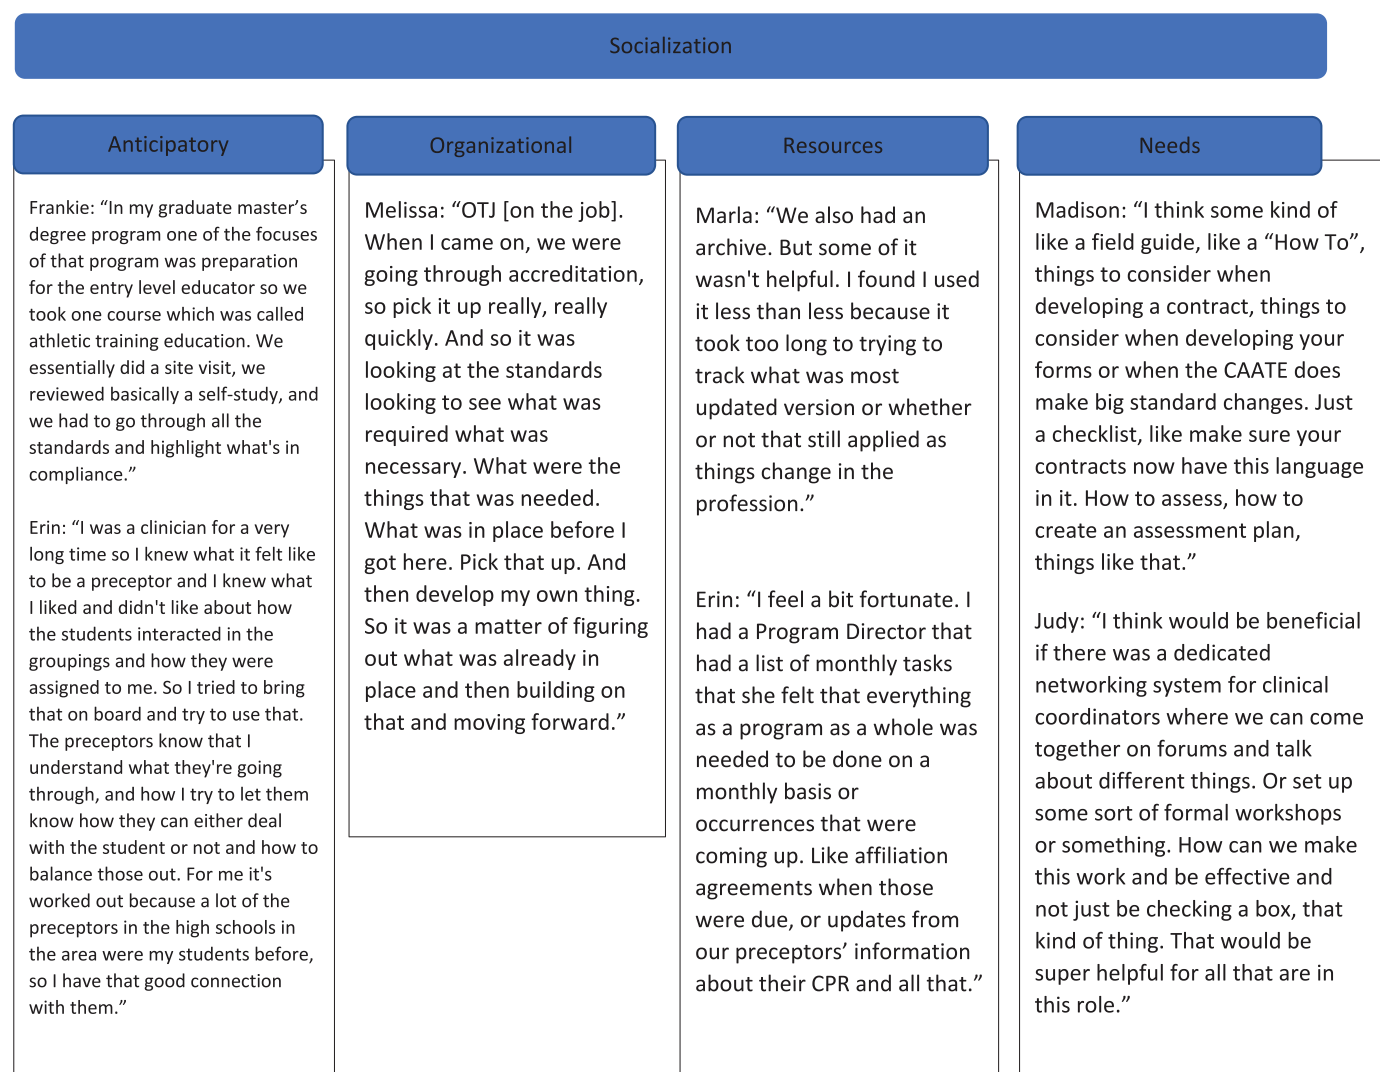 Socialization
Anticipatory
Frankie: “In my graduate master’s
degree program one of the focuses
of that program was preparation
for the entry level educator so we
took one course which was called
athletic training education. We
essentially did a site visit, we
reviewed basically a self-study, and
we had to go through all the
standards and highlight what's in
compliance.”
Erin: “I was a clinician for a very
long time so I knew what it felt like
to be a preceptor and I knew what
I liked and didn't like about how
the students interacted in the
groupings and how they were
assigned to me. So I tried to bring
that on board and try to use that.
The preceptors know that I
understand what they're going
through, and how I try to let them
know how they can either deal
with the student or not and how to
balance those out. For me it's
worked out because a lot of the
preceptors in the high schools in
the area were my students before,
so I have that good connection
with them.”
Organizational
Melissa: “OTJ [on the job].
When I came on, we were
going through accreditation,
so pick it up really, really
quickly. And so it was
looking at the standards
looking to see what was
required what was
necessary. What were the
things that was needed.
What was in place before I
got here. Pick that up. And
then develop my own thing.
So it was a matter of figuring
out what was already in
place and then building on
that and moving forward.”
Resources
Marla: “We also had an
archive. But some of it
wasn't helpful. I found I used
it less than less because it
took too long to trying to
track what was most
updated version or whether
or not that still applied as
things change in the
profession.”
Erin: “I feel a bit fortunate. I
had a Program Director that
had a list of monthly tasks
that she felt that everything
as a program as a whole was
needed to be done on a
monthly basis or
occurrences that were
coming up. Like affiliation
agreements when those
were due, or updates from
our preceptors’ information
about their CPR and all that.”
Needs
Madison: “I think some kind of
like a field guide, like a “How To”,
things to consider when
developing a contract, things to
consider when developing your
forms or when the CAATE does
make big standard changes. Just
a checklist, like make sure your
contracts now have this language
in it. How to assess, how to
create an assessment plan,
things like that.”
Judy: “I think would be beneficial
if there was a dedicated
networking system for clinical
coordinators where we can come
together on forums and talk
about different things. Or set up
some sort of formal workshops
or something. How can we make
this work and be effective and
not just be checking a box, that
kind of thing. That would be
super helpful for all that are in
this role.”